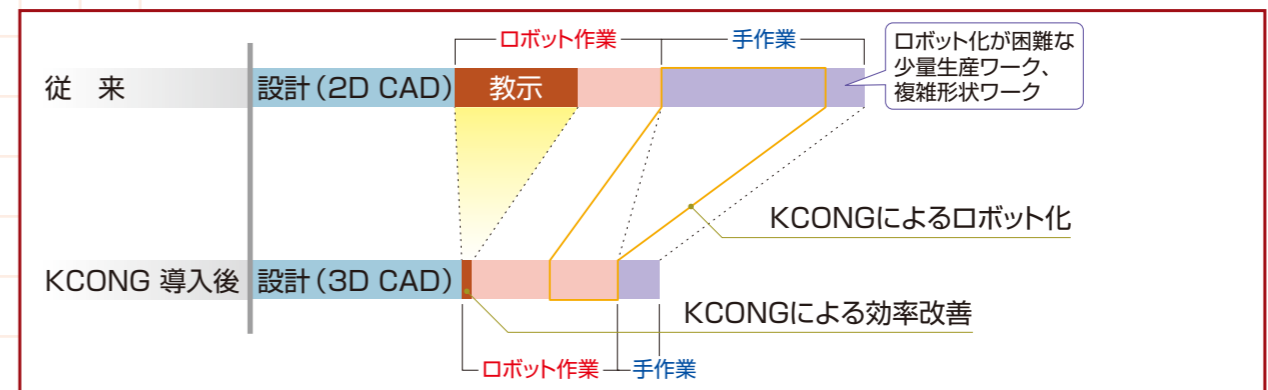 ロボット作業
手作業
ロボット化が困難な
少量生産ワーク、
複雑形状ワーク
従 来
設計（2D CAD）
教示
KCONGによるロボット化
KCONG 導入後
設計（3D CAD）
KCONGによる効率改善
ロボット作業
手作業